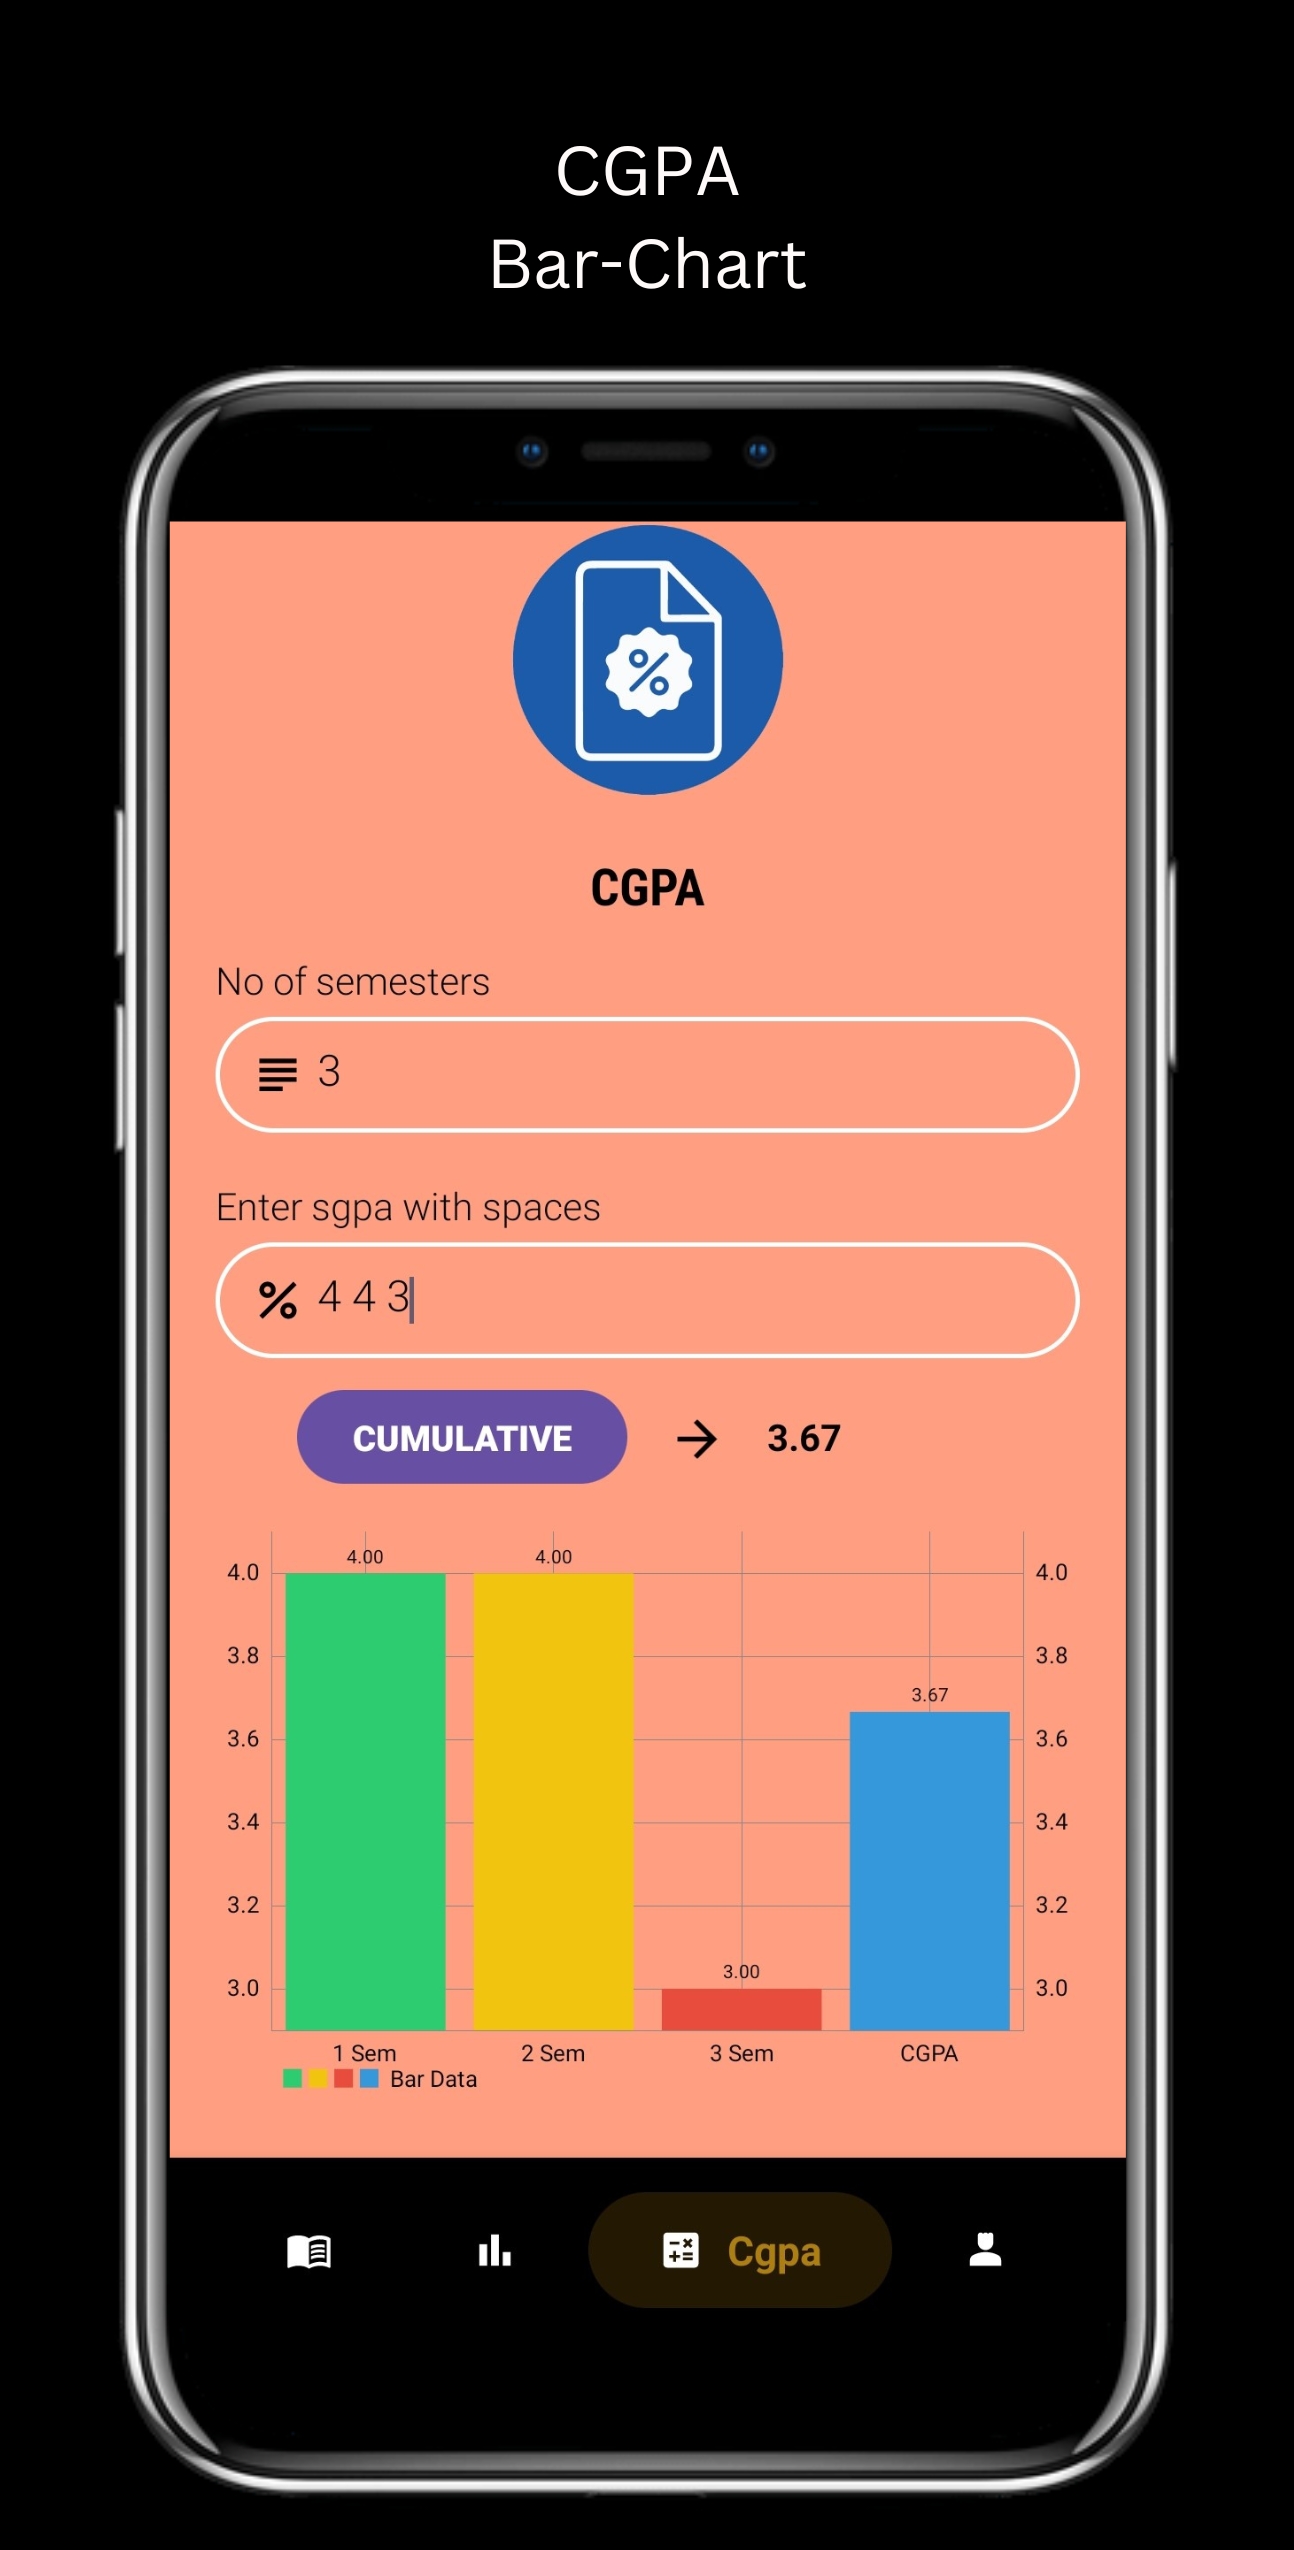 CGPA
Bar-Chart
%
CGPA
No of semesters
3
Enter sgpa with spaces
% 4 4 3
CUMULATIVE → 3.67
4.00 4.00
4.0 4.0
3.8 3.8
3.67
3.6 3.6
3.4 3.4
3.2 3.2
3.00
3.0 3.0
1 Sem 2 Sem 3 Sem CGPA
Bar Data
Cgpa